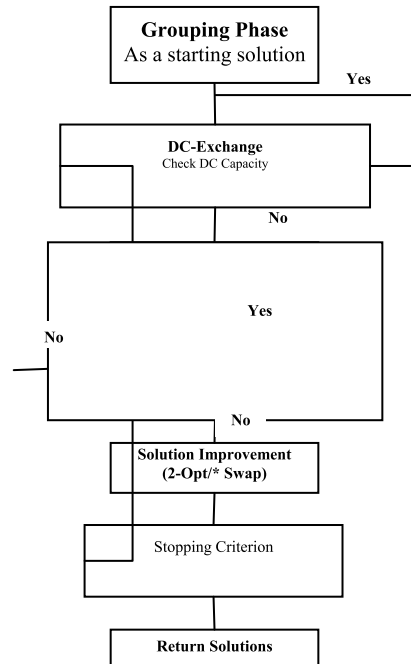 Grouping Phase
As a starting solution
Yes
DC-Exchange
Check DC Capacity
No
Yes
No
No
Solution Improvement
(2-Opt/* Swap)
Stopping Criterion
Return Solutions